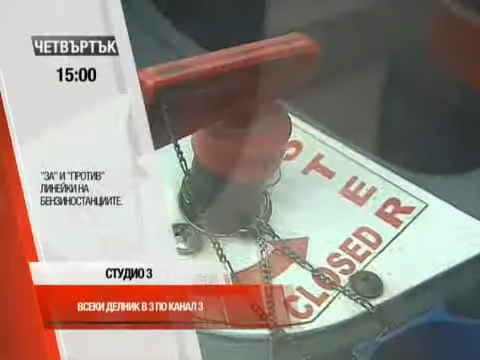 ЧЕТВЪРТЪК
15:00
"ЗА" И "ПРОТИВ"
ЛИНЕЙКИ НА
БЕНЗИНОСТАНЦИИТЕ.
СТУДИО 3
ВСЕКИ ДЕЛНИК В 3 ПО КАНАЛ 3
CLOSED